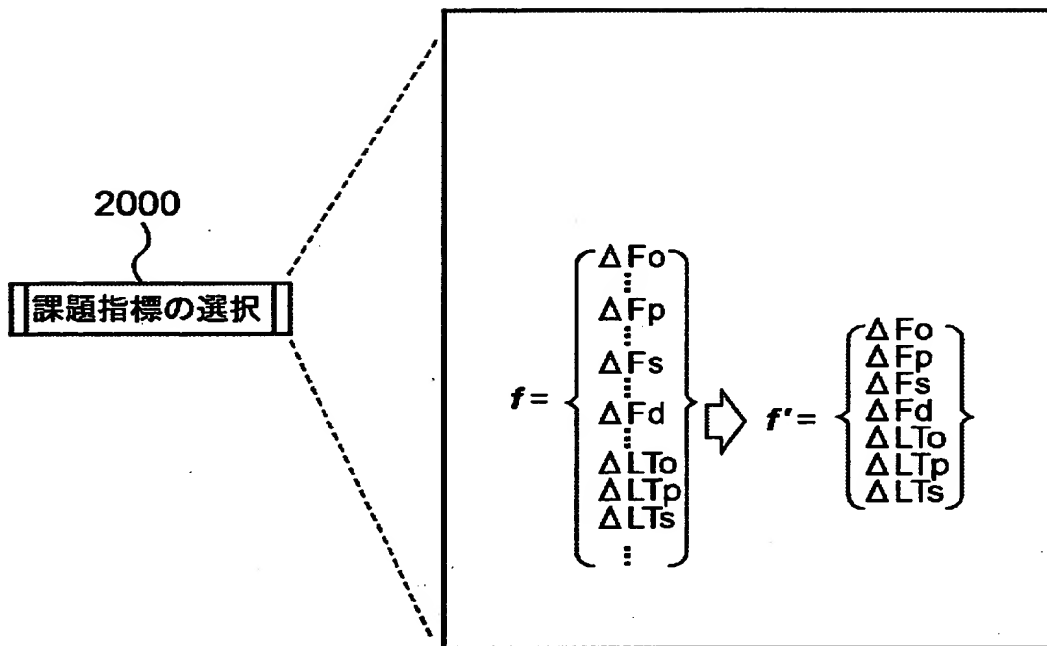 2000
課題指標の選択
f = { ΔFo
⋮
ΔFp
⋮
ΔFs
⋮
ΔFd
⋮
ΔLTo
ΔLTp
ΔLTs
⋮ }
f' = { ΔFo
ΔFp
ΔFs
ΔFd
ΔLTo
ΔLTp
ΔLTs }